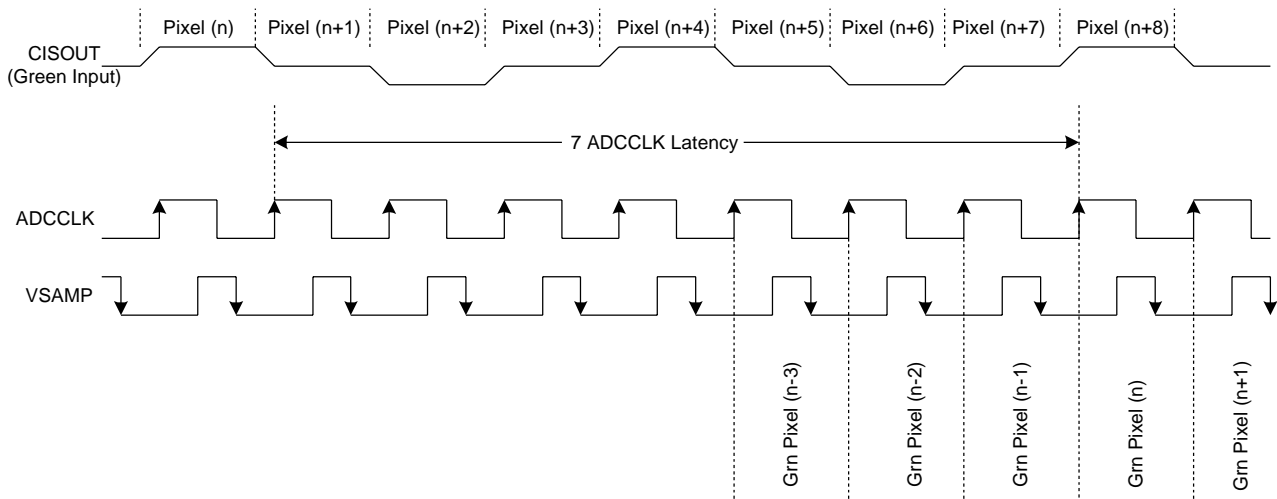 Pixel (n) Pixel (n+1) Pixel (n+2) Pixel (n+3) Pixel (n+4) Pixel (n+5) Pixel (n+6) Pixel (n+7) Pixel (n+8)
CISOUT
(Green Input)
7 ADCCLK Latency
ADCCLK
VSAMP
Grn Pixel (n-3)
Grn Pixel (n-2)
Grn Pixel (n-1)
Grn Pixel (n)
Grn Pixel (n+1)